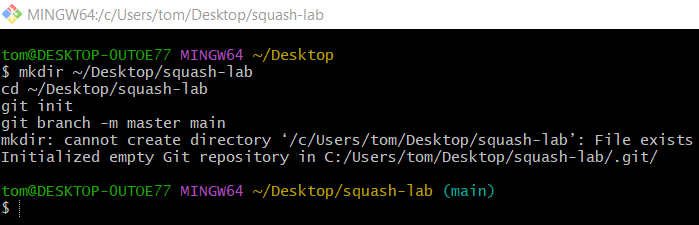 MINGW64:/c/Users/tom/Desktop/squash-lab
tom@DESKTOP-OUTOE77 MINGW64 ~/Desktop
$ mkdir ~/Desktop/squash-lab
cd ~/Desktop/squash-lab
git init
git branch -m master main
mkdir: cannot create directory ‘/c/Users/tom/Desktop/squash-lab’: File exists
Initialized empty Git repository in C:/Users/tom/Desktop/squash-lab/.git/
tom@DESKTOP-OUTOE77 MINGW64 ~/Desktop/squash-lab (main)
$